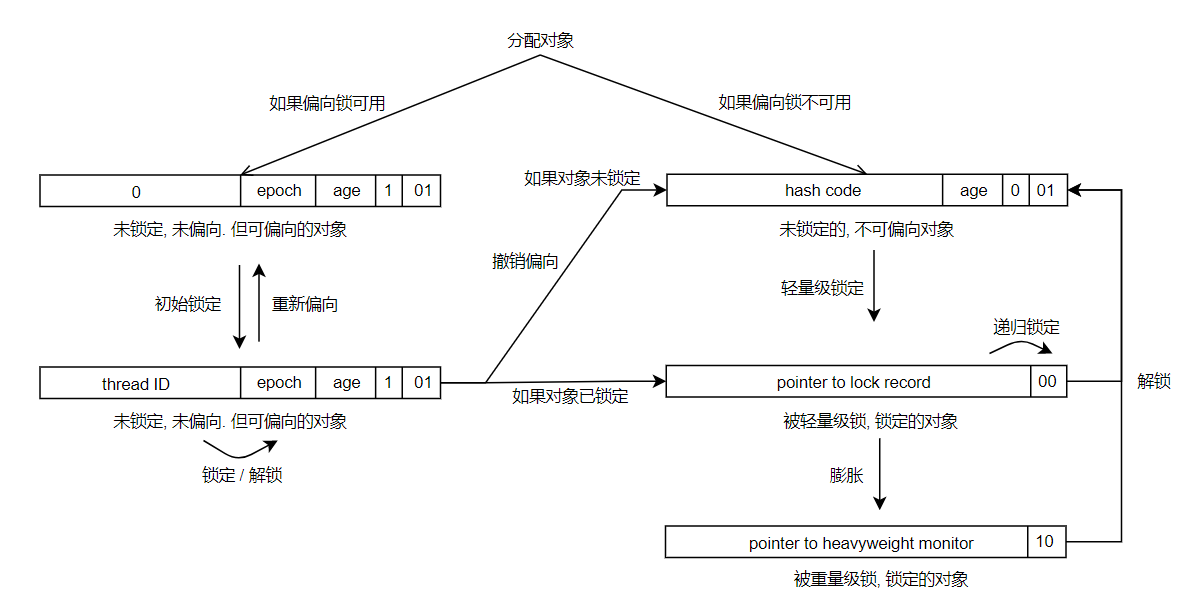 分配对象
如果偏向锁可用
如果偏向锁不可用
0 epoch age 1 01
未锁定, 未偏向. 但可偏向的对象
如果对象未锁定
hash code age 0 01
未锁定的, 不可偏向对象
撤销偏向
初始锁定
重新偏向
轻量级锁定
递归锁定
thread ID epoch age 1 01
未锁定, 未偏向. 但可偏向的对象
锁定 / 解锁
如果对象已锁定
pointer to lock record 00
解锁
被轻量级锁, 锁定的对象
膨胀
pointer to heavyweight monitor 10
被重量级锁, 锁定的对象